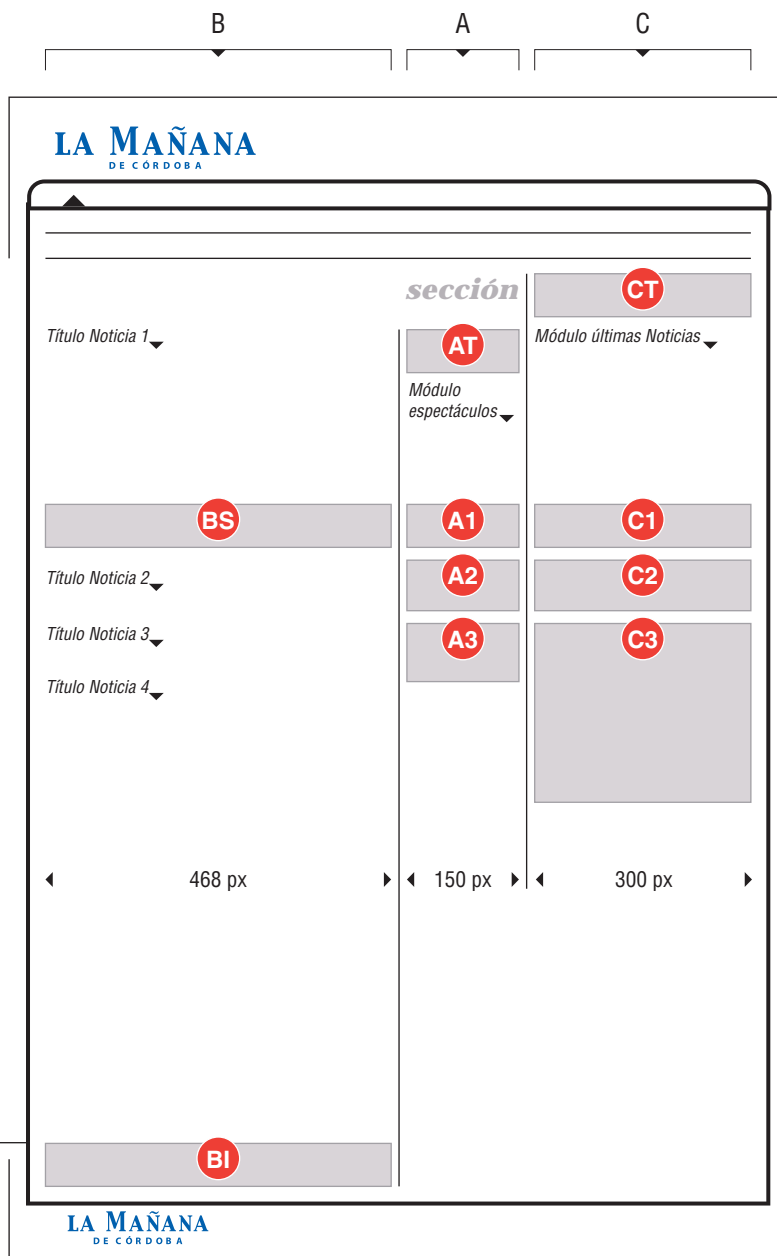 B
A
C
LA MAÑANA
DE CÓRDOBA
sección
CT
Título Noticia 1
AT
Módulo últimas Noticias
Módulo
espectáculos
BS
A1
C1
Título Noticia 2
A2
C2
Título Noticia 3
A3
C3
Título Noticia 4
468 px
150 px
300 px
BI
LA MAÑANA
DE CÓRDOBA